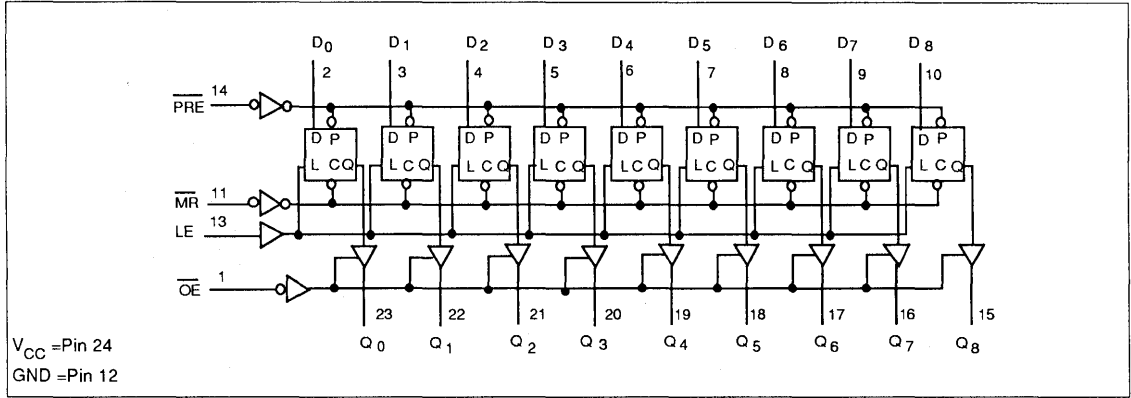 D0 D1 D2 D3 D4 D5 D6 D7 D8
2 3 4 5 6 7 8 9 10
PRE 14
D P D P D P D P D P D P D P D P D P
L C Q L C Q L C Q L C Q L C Q L C Q L C Q L C Q L C Q
MR 11
LE 13
OE 1
23 22 21 20 19 18 17 16 15
Q0 Q1 Q2 Q3 Q4 Q5 Q6 Q7 Q8
VCC =Pin 24
GND =Pin 12